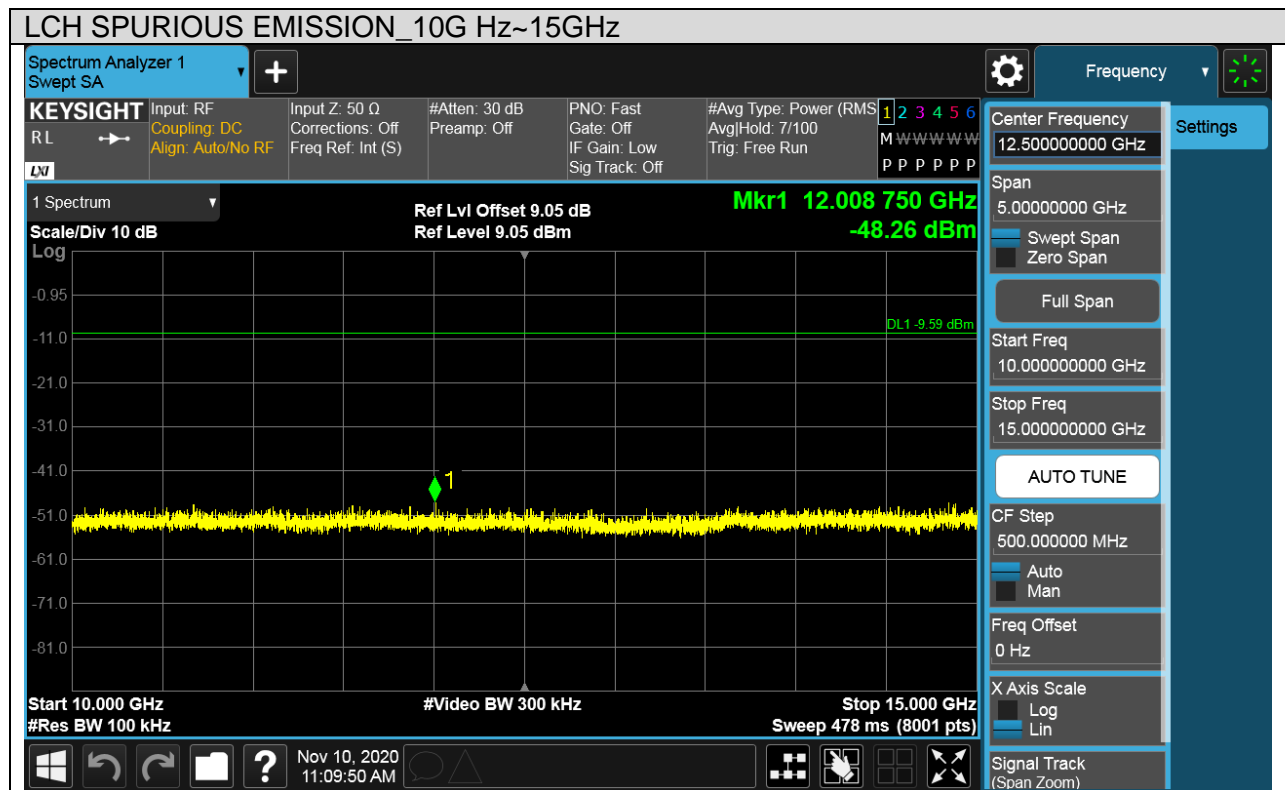 LCH SPURIOUS EMISSION_10G Hz~15GHz
Spectrum Analyzer 1
Swept SA
+
Frequency
KEYSIGHT
R L
LXI
Input: RF
Coupling: DC
Align: Auto/No RF
Input Z: 50 Ω
Corrections: Off
Freq Ref: Int (S)
#Atten: 30 dB
Preamp: Off
PNO: Fast
Gate: Off
IF Gain: Low
Sig Track: Off
#Avg Type: Power (RMS
Avg|Hold: 7/100
Trig: Free Run
1 2 3 4 5 6
M W W W W W
P P P P P P
1 Spectrum
Scale/Div 10 dB
Ref Lvl Offset 9.05 dB
Ref Level 9.05 dBm
Mkr1 12.008 750 GHz
-48.26 dBm
Log
-0.95
DL1 -9.59 dBm
-11.0
-21.0
-31.0
-41.0
1
-51.0
-61.0
-71.0
-81.0
Start 10.000 GHz
#Res BW 100 kHz
#Video BW 300 kHz
Stop 15.000 GHz
Sweep 478 ms (8001 pts)
Center Frequency
12.500000000 GHz
Settings
Span
5.00000000 GHz
Swept Span
Zero Span
Full Span
Start Freq
10.000000000 GHz
Stop Freq
15.000000000 GHz
AUTO TUNE
CF Step
500.000000 MHz
Auto
Man
Freq Offset
0 Hz
X Axis Scale
Log
Lin
Signal Track
(Span Zoom)
?
Nov 10, 2020
11:09:50 AM